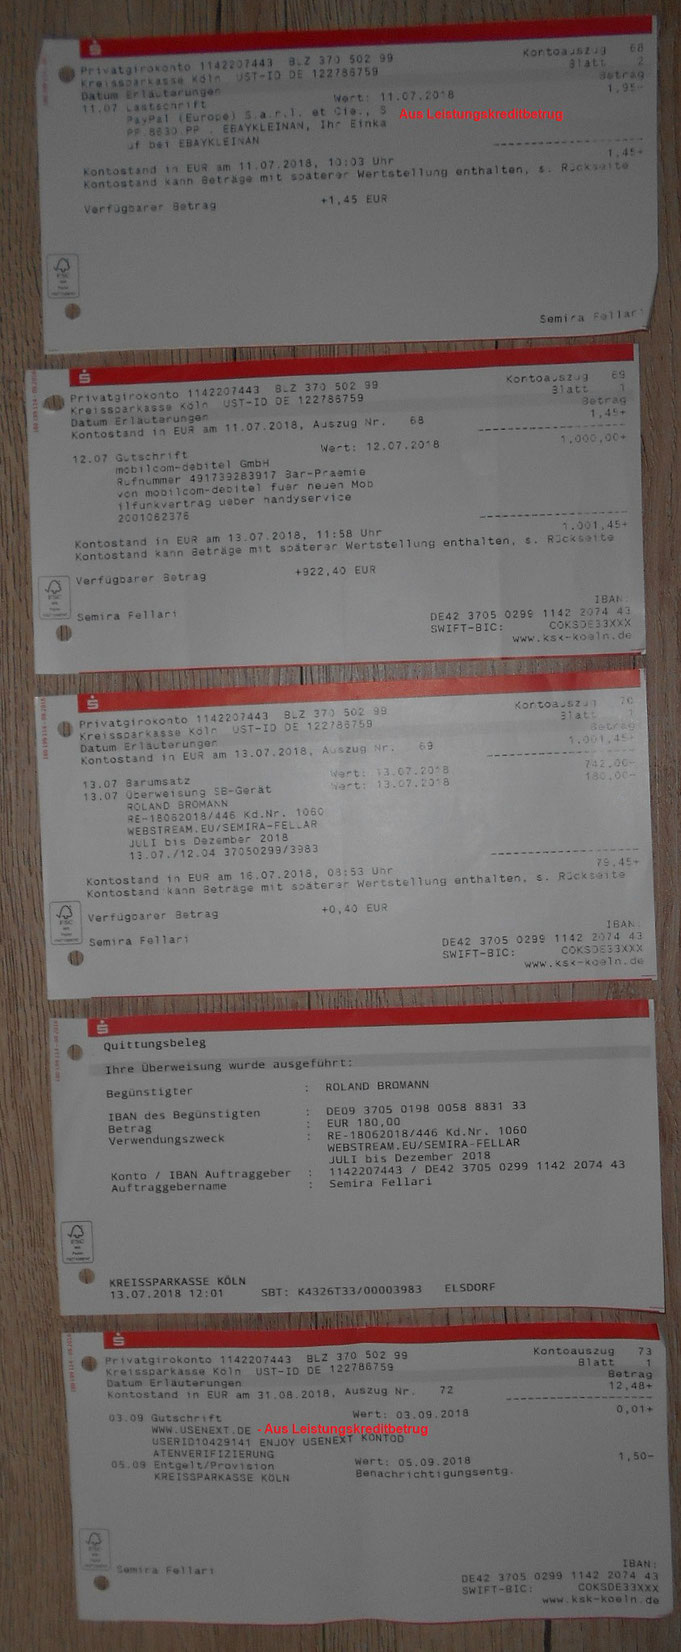 Privatgirokonto 1142207443 BLZ 370 502 99 Kontoauszug 68
Kreissparkasse Köln UST-ID DE 122786759 Blatt 2
Datum Erläuterungen Betrag
11.07 Lastschrift Wert: 11.07.2018 1,95-
PayPal (Europe) S.a.r.l. et Cie., S Aus Leistungskreditbetrug
PP.8630.PP . EBAYKLEINAN, Ihr Einka
uf bei EBAYKLEINAN
Kontostand in EUR am 11.07.2018, 10:03 Uhr 1,45+
Kontostand kann Beträge mit späterer Wertstellung enthalten, s. Rückseite
Verfügbarer Betrag +1,45 EUR
Semira Fellari
Privatgirokonto 1142207443 BLZ 370 502 99 Kontoauszug 69
Kreissparkasse Köln UST-ID DE 122786759 Blatt 1
Datum Erläuterungen Betrag
Kontostand in EUR am 11.07.2018, Auszug Nr. 68 1,45+
12.07 Gutschrift Wert: 12.07.2018 1.000,00+
mobilcom-debitel GmbH
Rufnummer 491739283917 Bar-Praemie
von mobilcom-debitel fuer neuen Mob
ilfunkvertrag ueber handyservice
2001062376
Kontostand in EUR am 13.07.2018, 11:58 Uhr 1.001,45+
Kontostand kann Beträge mit späterer Wertstellung enthalten, s. Rückseite
Verfügbarer Betrag +922,40 EUR
IBAN:
Semira Fellari DE42 3705 0299 1142 2074 43
SWIFT-BIC: COKSDE33XXX
www.ksk-koeln.de
Privatgirokonto 1142207443 BLZ 370 502 99 Kontoauszug 70
Kreissparkasse Köln UST-ID DE 122786759 Blatt 1
Datum Erläuterungen Betrag
Kontostand in EUR am 13.07.2018, Auszug Nr. 69 1.001,45+
13.07 Barumsatz Wert: 13.07.2018 742,00-
13.07 Überweisung SB-Gerät Wert: 13.07.2018 180,00-
ROLAND BROMANN
RE-18062018/446 Kd.Nr. 1060
WEBSTREAM.EU/SEMIRA-FELLAR
JULI bis Dezember 2018
13.07./12.04 37050299/3983
Kontostand in EUR am 16.07.2018, 08:53 Uhr 79,45+
Kontostand kann Beträge mit späterer Wertstellung enthalten, s. Rückseite
Verfügbarer Betrag +0,40 EUR
IBAN:
Semira Fellari DE42 3705 0299 1142 2074 43
SWIFT-BIC: COKSDE33XXX
www.ksk-koeln.de
Quittungsbeleg
Ihre Überweisung wurde ausgeführt:
Begünstigter : ROLAND BROMANN
IBAN des Begünstigten : DE09 3705 0198 0058 8831 33
Betrag : EUR 180,00
Verwendungszweck : RE-18062018/446 Kd.Nr. 1060
WEBSTREAM.EU/SEMIRA-FELLAR
JULI bis Dezember 2018
Konto / IBAN Auftraggeber : 1142207443 / DE42 3705 0299 1142 2074 43
Auftraggebername : Semira Fellari
KREISSPARKASSE KÖLN
13.07.2018 12:01 SBT: K4326T33/00003983 ELSDORF
Privatgirokonto 1142207443 BLZ 370 502 99 Kontoauszug 73
Kreissparkasse Köln UST-ID DE 122786759 Blatt 1
Datum Erläuterungen Betrag
Kontostand in EUR am 31.08.2018, Auszug Nr. 72 12,48+
03.09 Gutschrift Wert: 03.09.2018 0,01+
WWW.USENEXT.DE - Aus Leistungskreditbetrug
USERID10429141 ENJOY USENEXT KONTOD
ATENVERIFIZIERUNG
05.09 Entgelt/Provision Wert: 05.09.2018 1,50-
KREISSPARKASSE KÖLN Benachrichtigungsentg.
IBAN:
Semira Fellari DE42 3705 0299 1142 2074 43
SWIFT-BIC: COKSDE33XXX
www.ksk-koeln.de